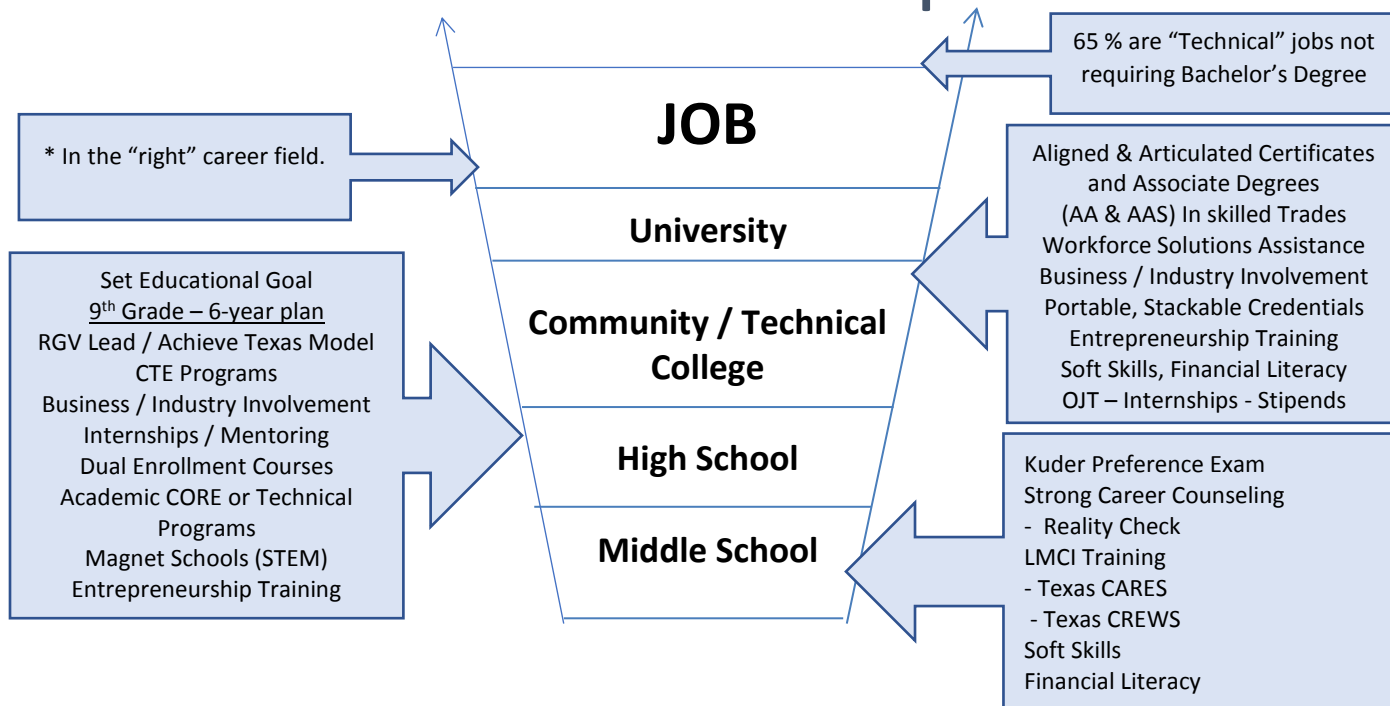 65 % are “Technical” jobs not
requiring Bachelor’s Degree
JOB
* In the “right” career field.
Aligned & Articulated Certificates
and Associate Degrees
(AA & AAS) In skilled Trades
Workforce Solutions Assistance
Business / Industry Involvement
Portable, Stackable Credentials
Entrepreneurship Training
Soft Skills, Financial Literacy
OJT – Internships - Stipends
University
Set Educational Goal
9th Grade – 6-year plan
RGV Lead / Achieve Texas Model
CTE Programs
Business / Industry Involvement
Internships / Mentoring
Dual Enrollment Courses
Academic CORE or Technical
Programs
Magnet Schools (STEM)
Entrepreneurship Training
Community / Technical
College
High School
Middle School
Kuder Preference Exam
Strong Career Counseling
- Reality Check
LMCI Training
- Texas CARES
- Texas CREWS
Soft Skills
Financial Literacy